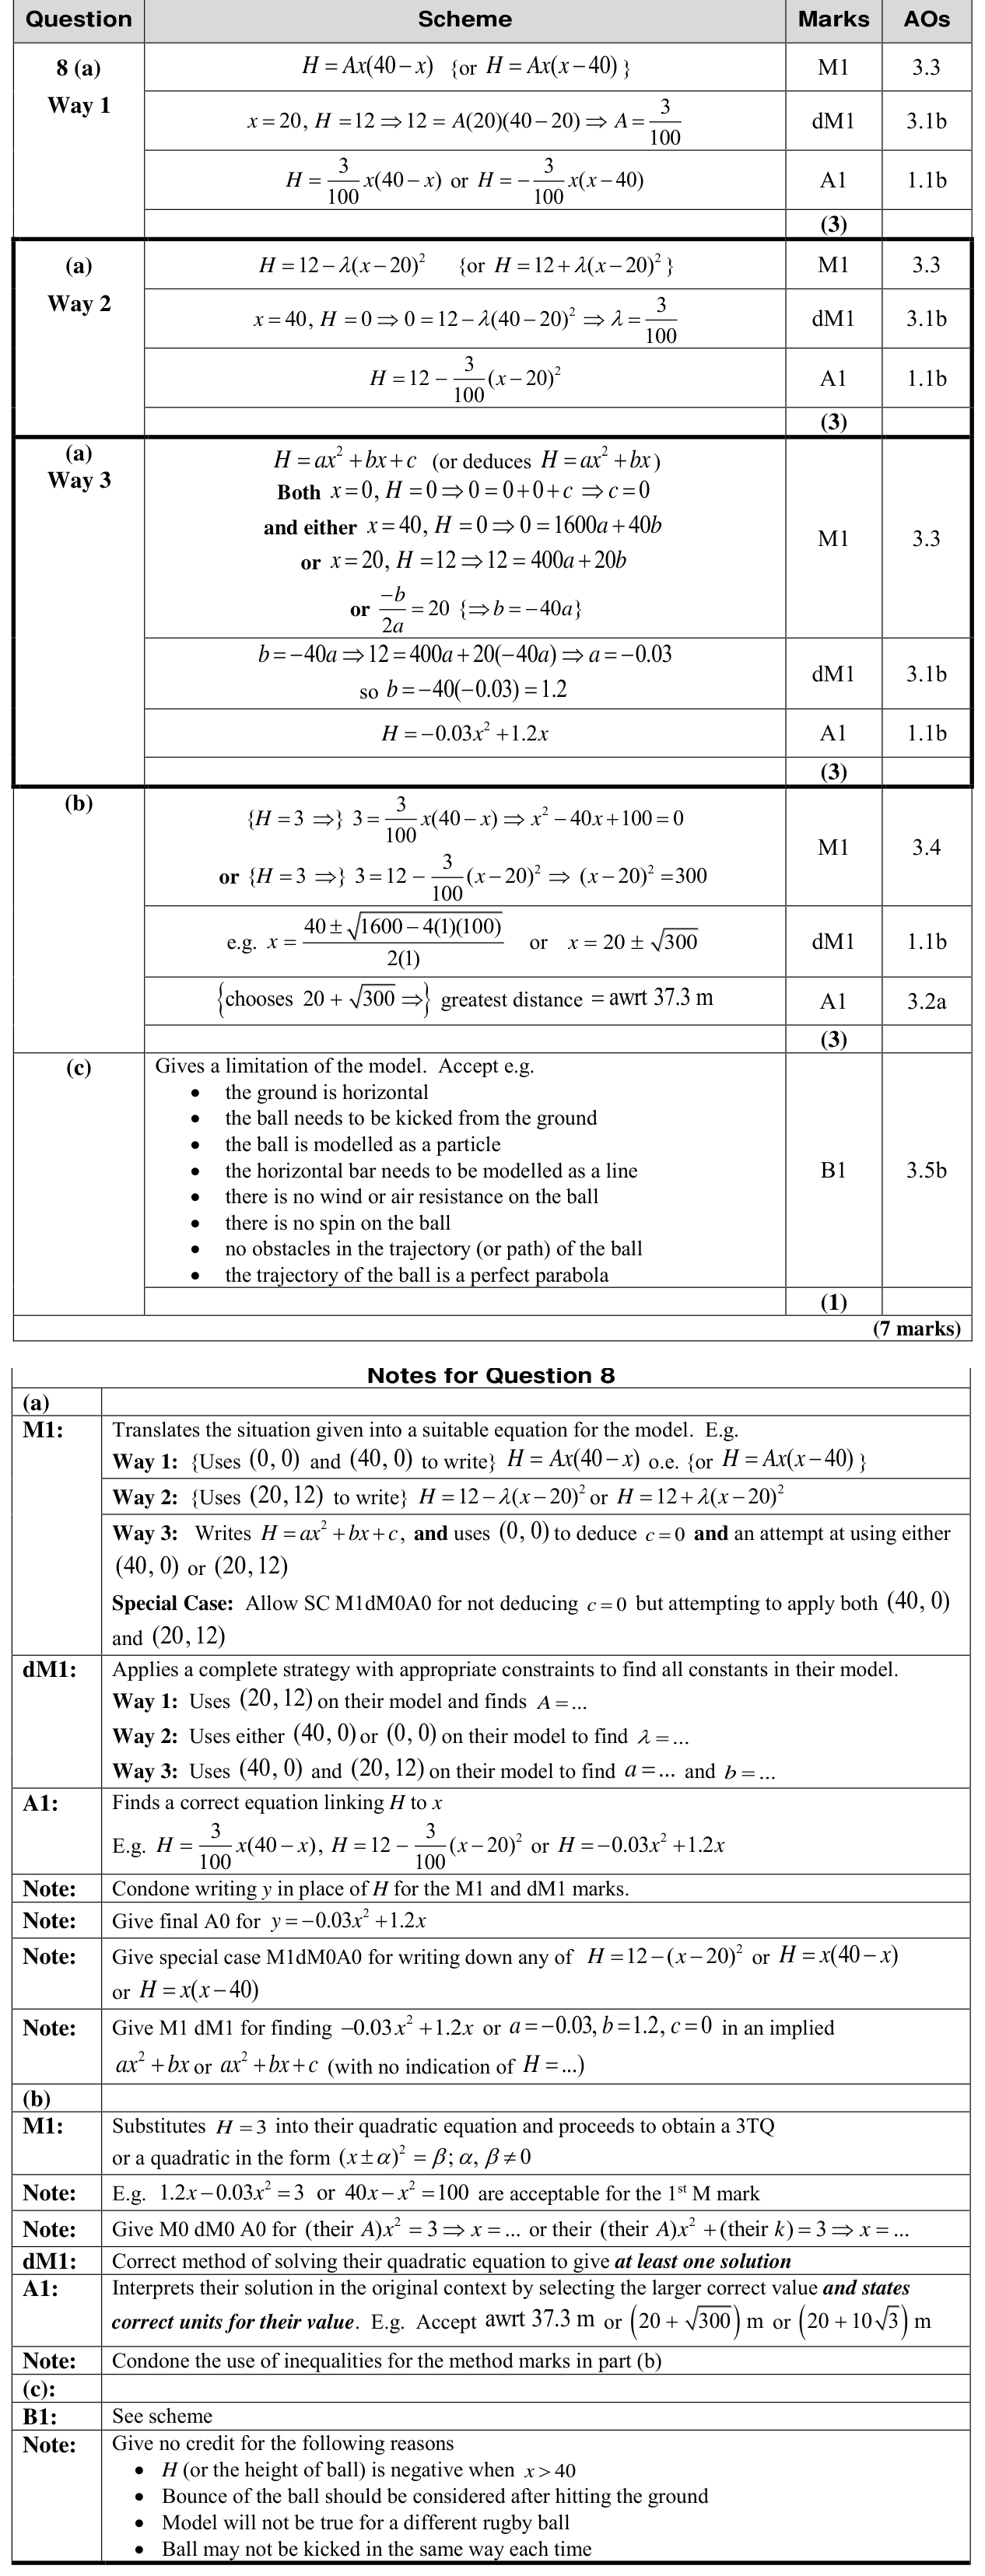 Question Scheme Marks AOs
8 (a) H = Ax(40 − x) {or H = Ax(x − 40) } M1 3.3
Way 1
x = 20, H = 12 ⇒ 12 = A(20)(40 − 20) ⇒ A = 3/100 dM1 3.1b
H = 3/100 x(40 − x) or H = − 3/100 x(x − 40) A1 1.1b
(3)
(a) H = 12 − λ(x − 20)² {or H = 12 + λ(x − 20)² } M1 3.3
Way 2
x = 40, H = 0 ⇒ 0 = 12 − λ(40 − 20)² ⇒ λ = 3/100 dM1 3.1b
H = 12 − 3/100 (x − 20)² A1 1.1b
(3)
(a)
Way 3
H = ax² + bx + c (or deduces H = ax² + bx )
Both x = 0, H = 0 ⇒ 0 = 0 + 0 + c ⇒ c = 0
and either x = 40, H = 0 ⇒ 0 = 1600a + 40b
or x = 20, H = 12 ⇒ 12 = 400a + 20b
or −b/2a = 20 {⇒ b = −40a} M1 3.3
b = −40a ⇒ 12 = 400a + 20(−40a) ⇒ a = −0.03
so b = −40(−0.03) = 1.2 dM1 3.1b
H = −0.03x² + 1.2x A1 1.1b
(3)
(b) {H = 3 ⇒} 3 = 3/100 x(40 − x) ⇒ x² − 40x + 100 = 0
or {H = 3 ⇒} 3 = 12 − 3/100 (x − 20)² ⇒ (x − 20)² = 300 M1 3.4
e.g. x = (40 ± √(1600 − 4(1)(100)))/2(1) or x = 20 ± √300 dM1 1.1b
{chooses 20 + √300 ⇒} greatest distance = awrt 37.3 m A1 3.2a
(3)
(c) Gives a limitation of the model. Accept e.g.
• the ground is horizontal
• the ball needs to be kicked from the ground
• the ball is modelled as a particle
• the horizontal bar needs to be modelled as a line
• there is no wind or air resistance on the ball
• there is no spin on the ball
• no obstacles in the trajectory (or path) of the ball
• the trajectory of the ball is a perfect parabola
B1 3.5b
(1)
(7 marks)
Notes for Question 8
(a)
M1: Translates the situation given into a suitable equation for the model. E.g.
Way 1: {Uses (0, 0) and (40, 0) to write} H = Ax(40 − x) o.e. {or H = Ax(x − 40) }
Way 2: {Uses (20, 12) to write} H = 12 − λ(x − 20)² or H = 12 + λ(x − 20)²
Way 3: Writes H = ax² + bx + c, and uses (0, 0) to deduce c = 0 and an attempt at using either
(40, 0) or (20, 12)
Special Case: Allow SC M1dM0A0 for not deducing c = 0 but attempting to apply both (40, 0)
and (20, 12)
dM1: Applies a complete strategy with appropriate constraints to find all constants in their model.
Way 1: Uses (20, 12) on their model and finds A = ...
Way 2: Uses either (40, 0) or (0, 0) on their model to find λ = ...
Way 3: Uses (40, 0) and (20, 12) on their model to find a = ... and b = ...
A1: Finds a correct equation linking H to x
E.g. H = 3/100 x(40 − x), H = 12 − 3/100 (x − 20)² or H = −0.03x² + 1.2x
Note: Condone writing y in place of H for the M1 and dM1 marks.
Note: Give final A0 for y = −0.03x² + 1.2x
Note: Give special case M1dM0A0 for writing down any of H = 12 − (x − 20)² or H = x(40 − x)
or H = x(x − 40)
Note: Give M1 dM1 for finding −0.03x² + 1.2x or a = −0.03, b = 1.2, c = 0 in an implied
ax² + bx or ax² + bx + c (with no indication of H = ...)
(b)
M1: Substitutes H = 3 into their quadratic equation and proceeds to obtain a 3TQ
or a quadratic in the form (x ± α)² = β; α, β ≠ 0
Note: E.g. 1.2x − 0.03x² = 3 or 40x − x² = 100 are acceptable for the 1st M mark
Note: Give M0 dM0 A0 for (their A)x² = 3 ⇒ x = ... or their (their A)x² + (their k) = 3 ⇒ x = ...
dM1: Correct method of solving their quadratic equation to give at least one solution
A1: Interprets their solution in the original context by selecting the larger correct value and states
correct units for their value. E.g. Accept awrt 37.3 m or (20 + √300) m or (20 + 10√3) m
Note: Condone the use of inequalities for the method marks in part (b)
(c):
B1: See scheme
Note: Give no credit for the following reasons
• H (or the height of ball) is negative when x > 40
• Bounce of the ball should be considered after hitting the ground
• Model will not be true for a different rugby ball
• Ball may not be kicked in the same way each time